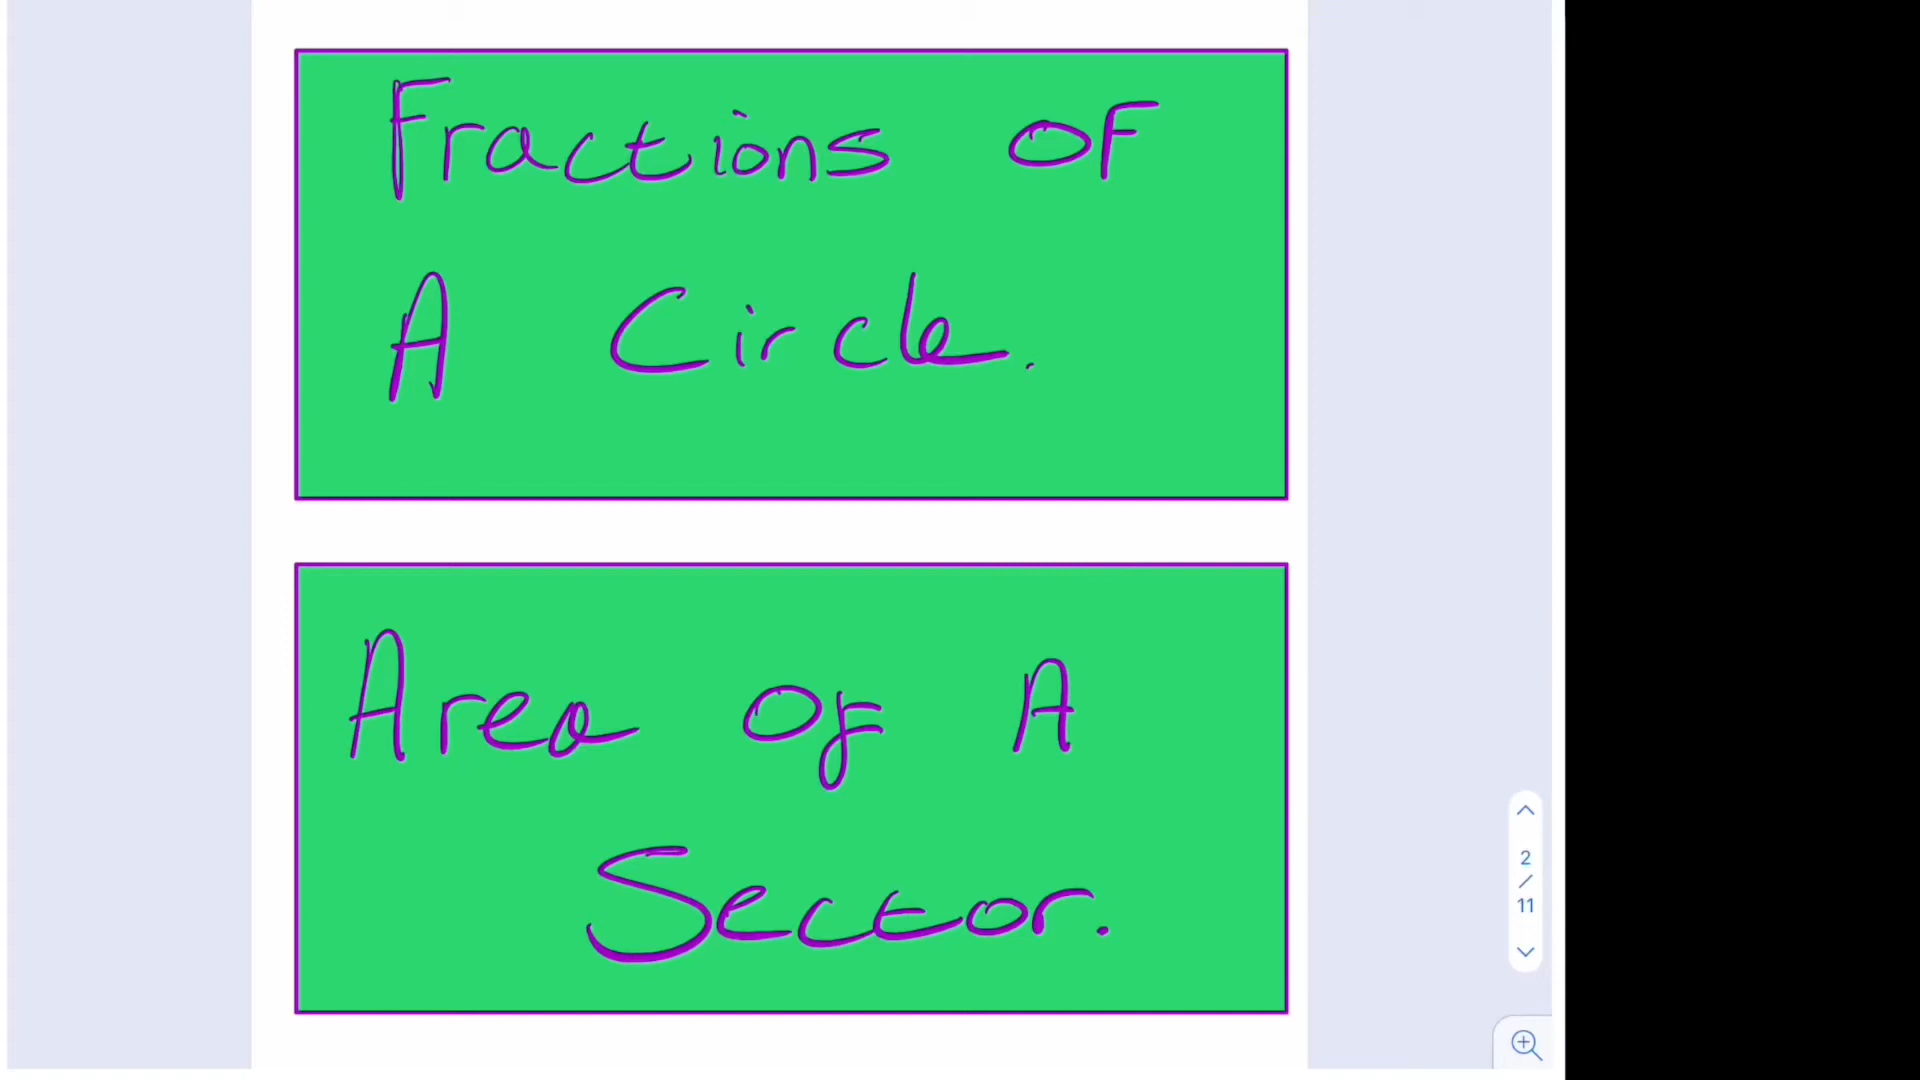 Fractions OF
A Circle.
Area Of A
Sector.
2
/
11